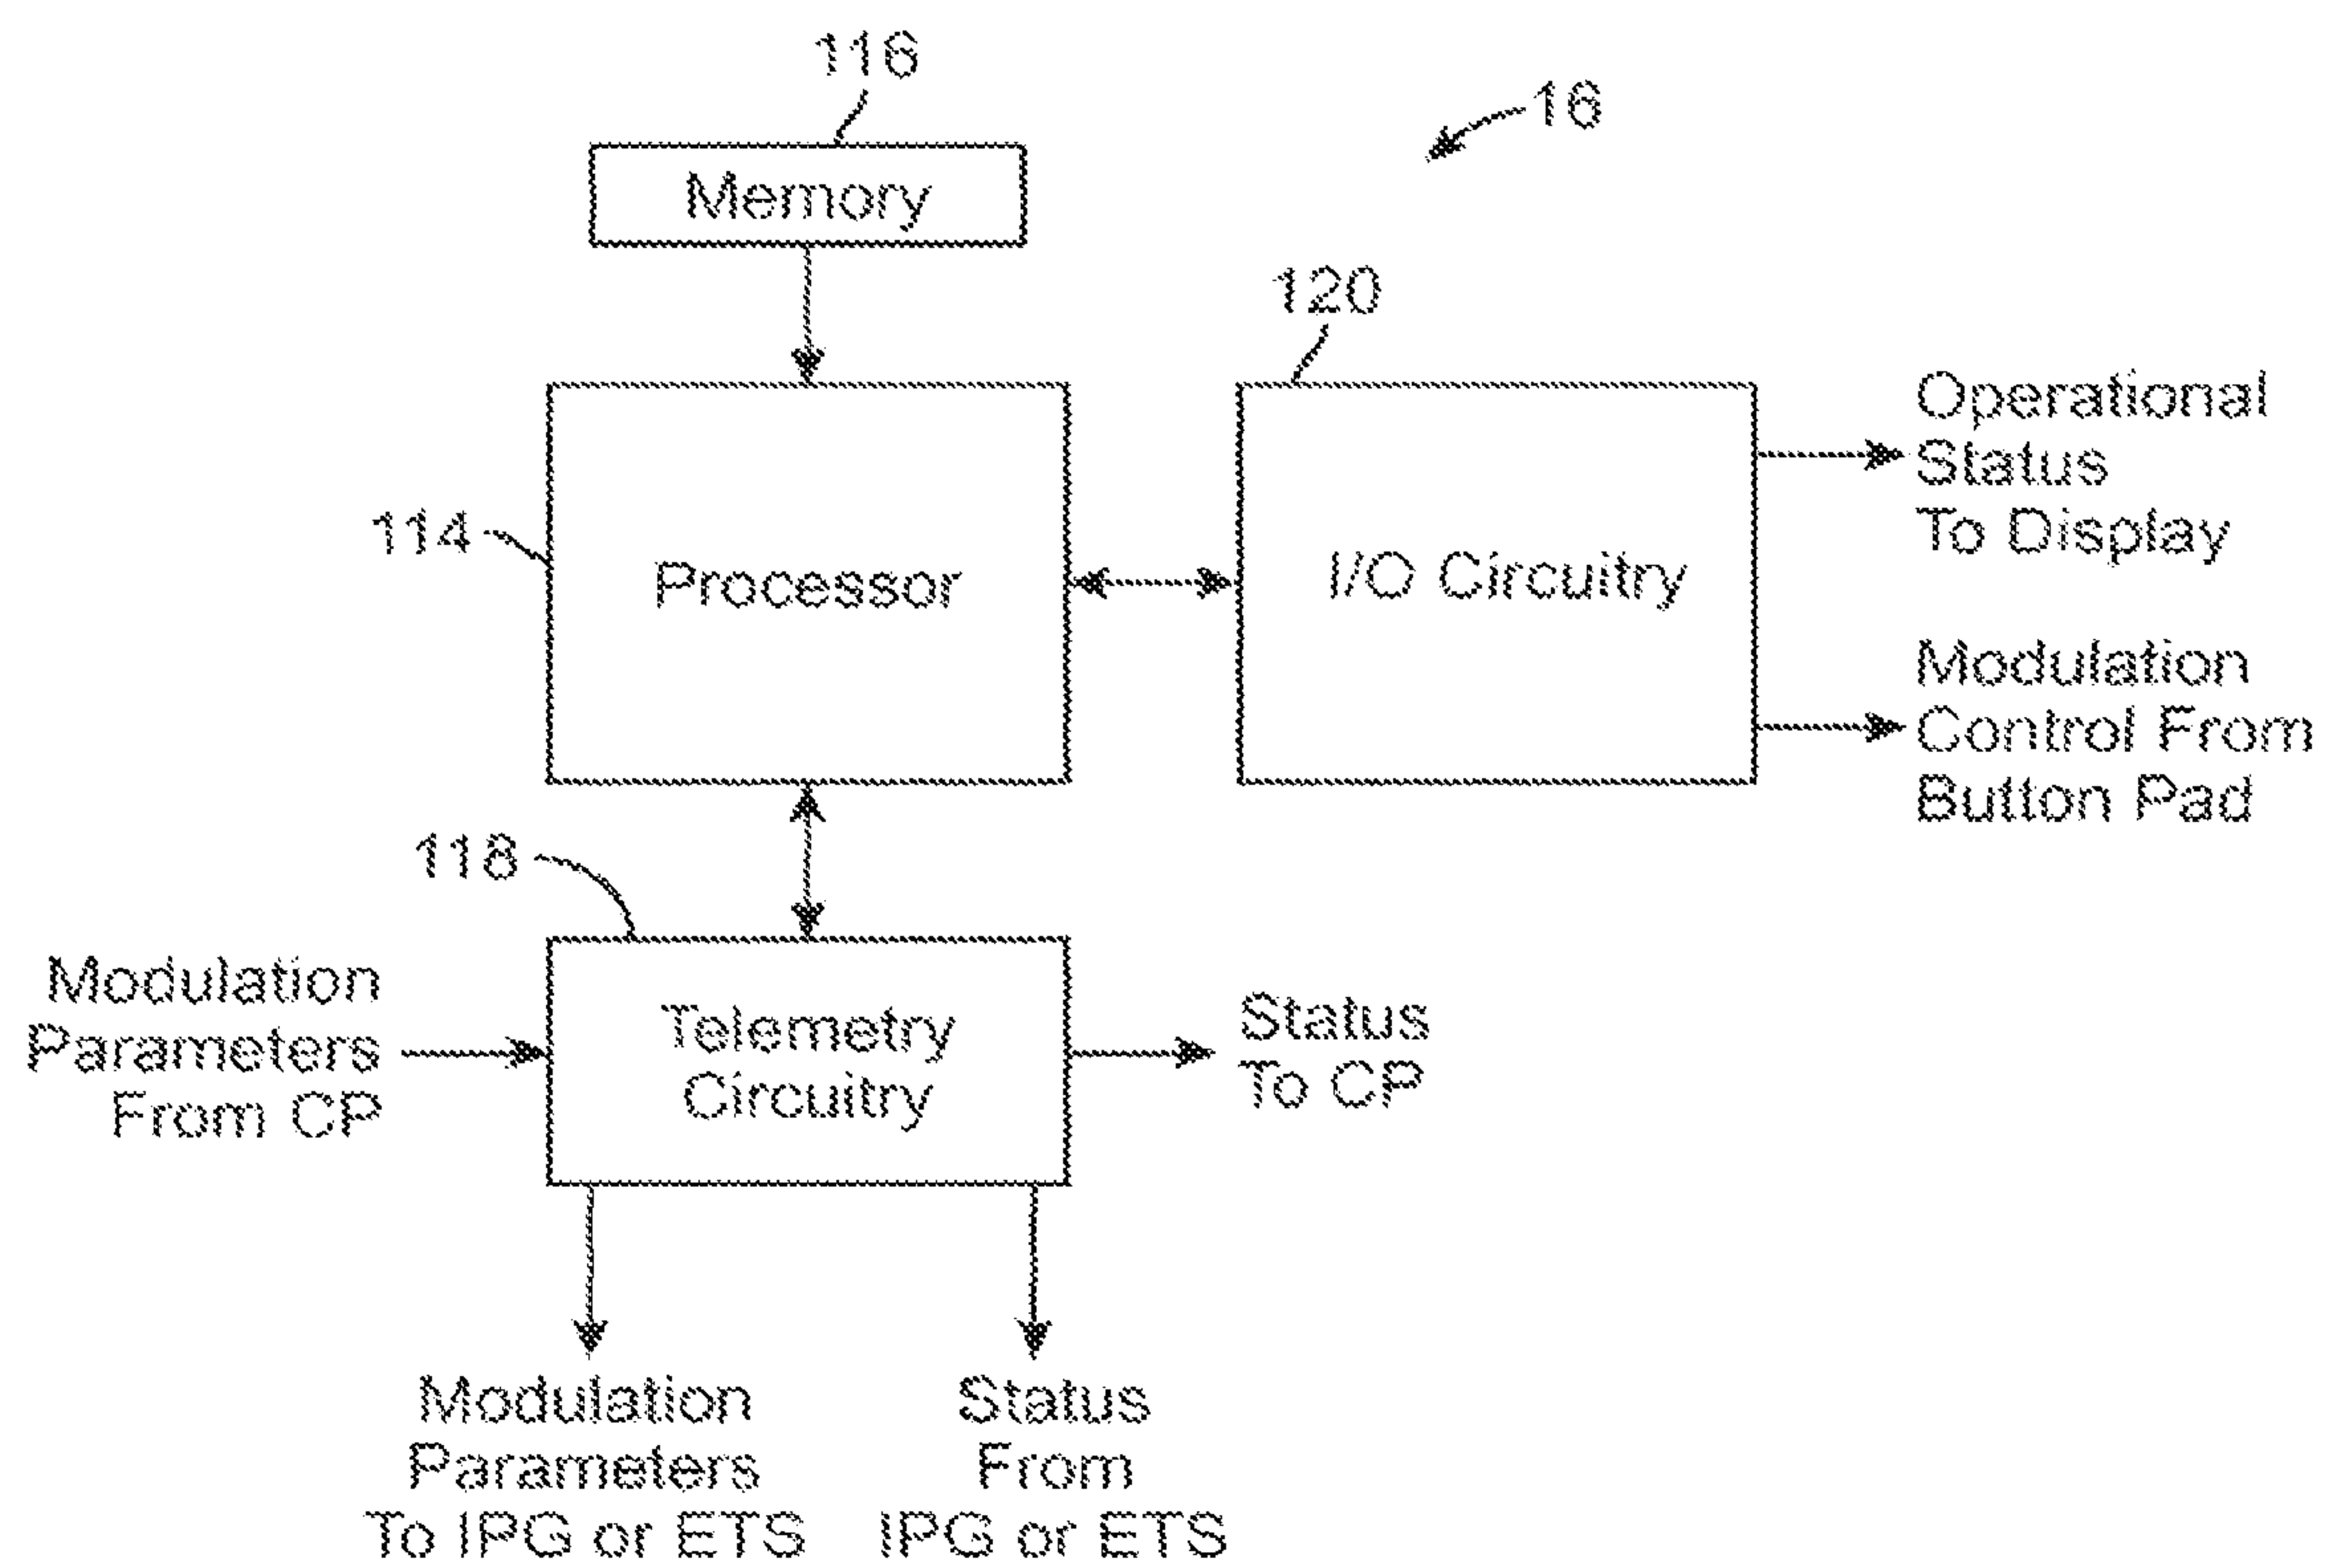 116
16
Memory
120
Operational
Status
To Display
114
Processor
I/O Circuitry
Modulation
Control From
Button Pad
118
Modulation
Parameters
From CP
Telemetry
Circuitry
Status
To CP
Modulation
Parameters
To IPG or ETS
Status
From
IPG or ETS